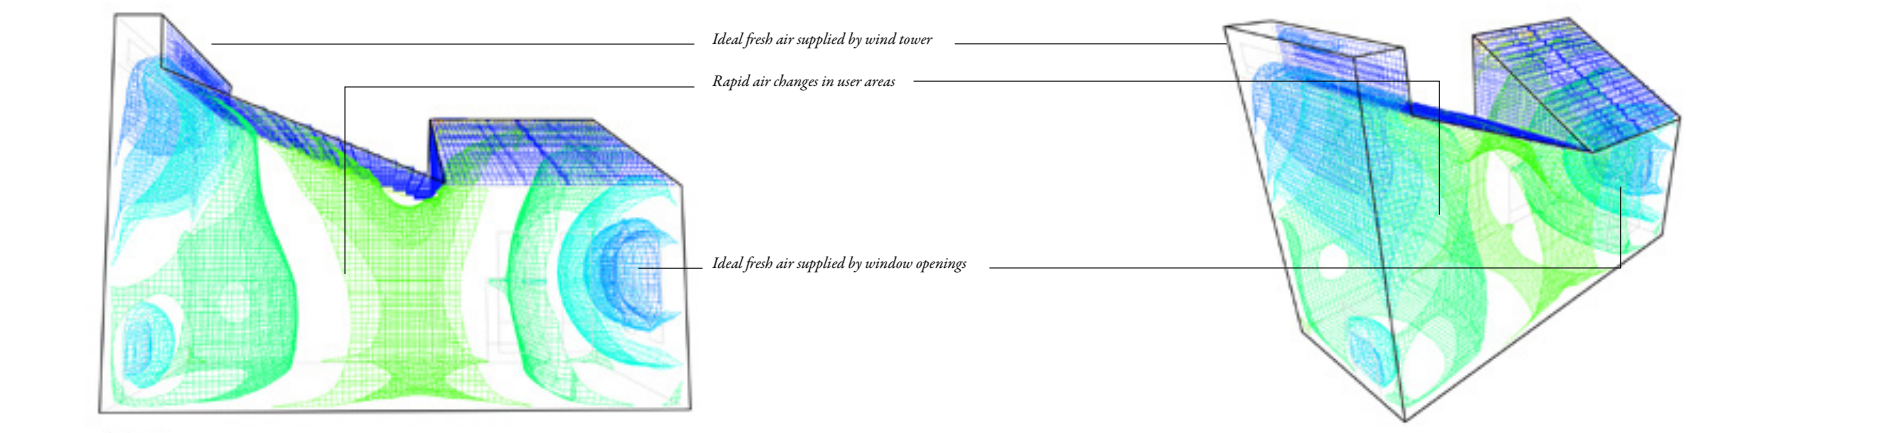 Ideal fresh air supplied by wind tower
Rapid air changes in user areas
Ideal fresh air supplied by window openings